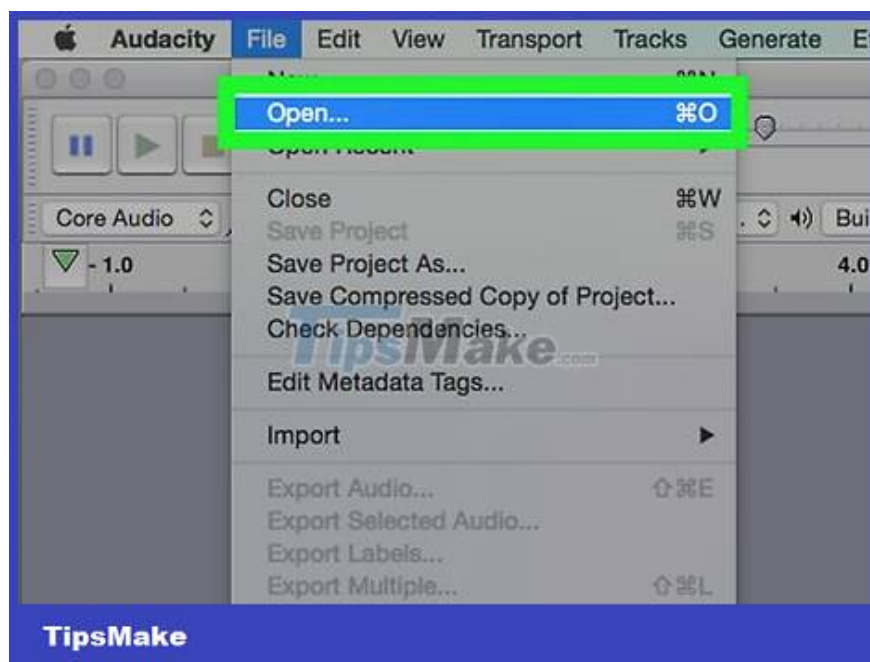 Audacity File Edit View Transport Tracks Generate
Open... ⌘O
Close ⌘W
Core Audio
Save Project ⌘S
- 1.0
Save Project As...
4.0
Save Compressed Copy of Project...
Check Dependencies...
TipsMake.com
Edit Metadata Tags...
Import
Export Audio... ⇧⌘E
Export Selected Audio...
Export Labels...
Export Multiple... ⇧⌘L
TipsMake